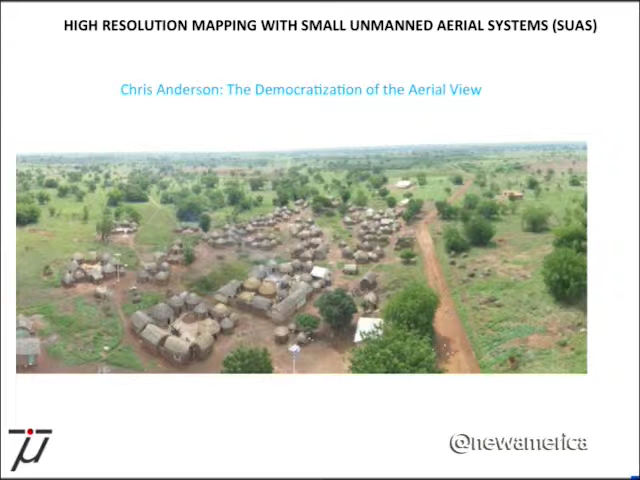 HIGH RESOLUTION MAPPING WITH SMALL UNMANNED AERIAL SYSTEMS (SUAS)
Chris Anderson: The Democratization of the Aerial View
@newamerica